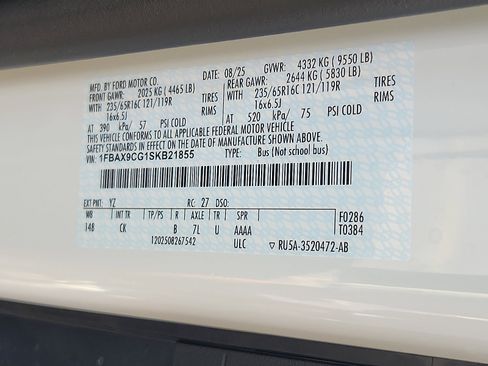 MFD. BY FORD MOTOR CO. DATE: 08/25 GVWR: 4332 KG ( 9550 LB)
FRONT GAWR: 2025 KG ( 4465 LB) REAR GAWR: 2644 KG ( 5830 LB)
WITH 235/65R16C 121/119R TIRES WITH 235/65R16C 121/119R TIRES
16x6.5J RIMS 16x6.5J RIMS
AT 390 kPa/ 57 PSI COLD AT 520 kPa/ 75 PSI COLD
THIS VEHICLE CONFORMS TO ALL APPLICABLE FEDERAL MOTOR VEHICLE
SAFETY STANDARDS IN EFFECT ON THE DATE OF MANUFACTURE SHOWN ABOVE.
VIN: 1FBAX9CG1SKB21855 TYPE: Bus (Not school bus)
EXT PNT: YZ RC: 27 DSO:
WB INT TR TP/PS R AXLE TR SPR F0286
148 CK B 7L U AAAA T0384
1202508267542 ULC ▽ RU5A-3520472-AB